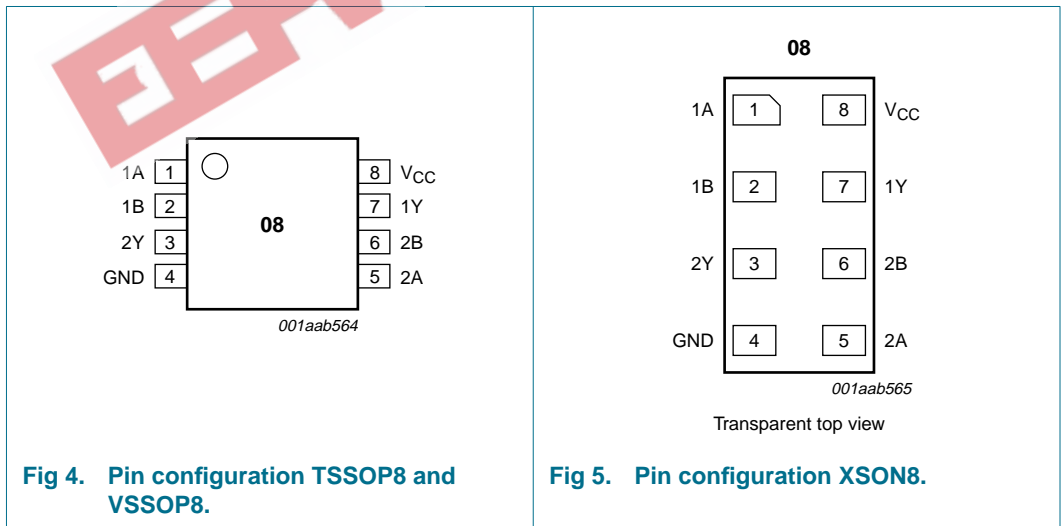 1A 1 8 VCC
1B 2 7 1Y
2Y 3 08 6 2B
GND 4 5 2A
001aab564
Fig 4. Pin configuration TSSOP8 and
VSSOP8.
08
1A 1 8 VCC
1B 2 7 1Y
2Y 3 6 2B
GND 4 5 2A
001aab565
Transparent top view
Fig 5. Pin configuration XSON8.